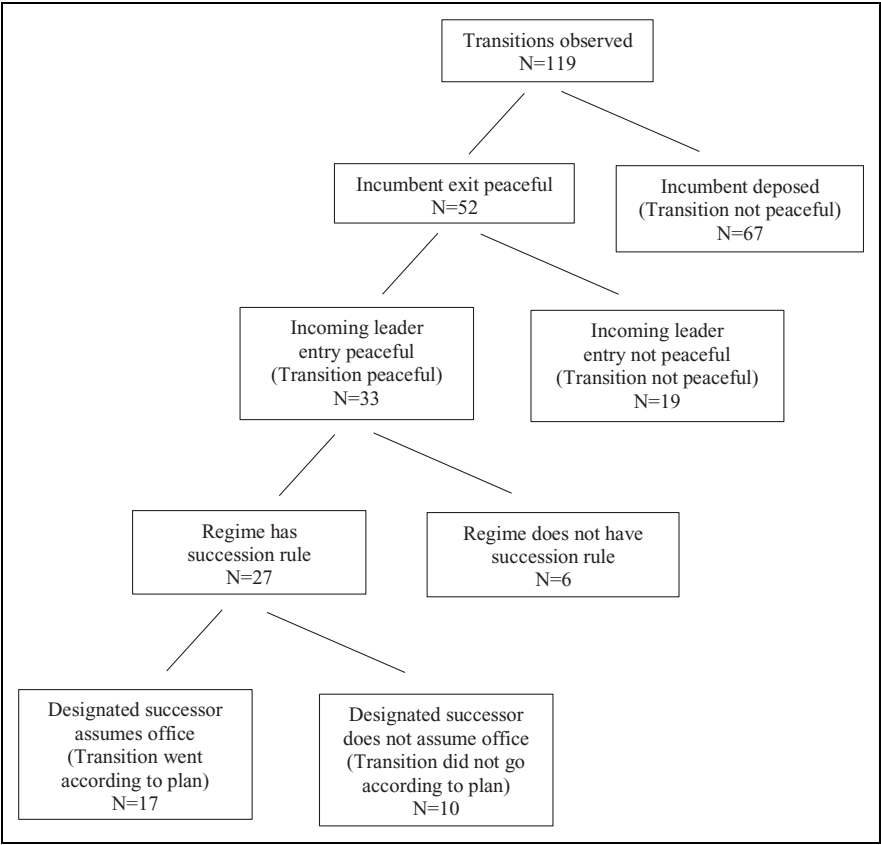 Transitions observed
N=119
Incumbent exit peaceful
N=52
Incumbent deposed
(Transition not peaceful)
N=67
Incoming leader
entry peaceful
(Transition peaceful)
N=33
Incoming leader
entry not peaceful
(Transition not peaceful)
N=19
Regime has
succession rule
N=27
Regime does not have
succession rule
N=6
Designated successor
assumes office
(Transition went
according to plan)
N=17
Designated successor
does not assume office
(Transition did not go
according to plan)
N=10